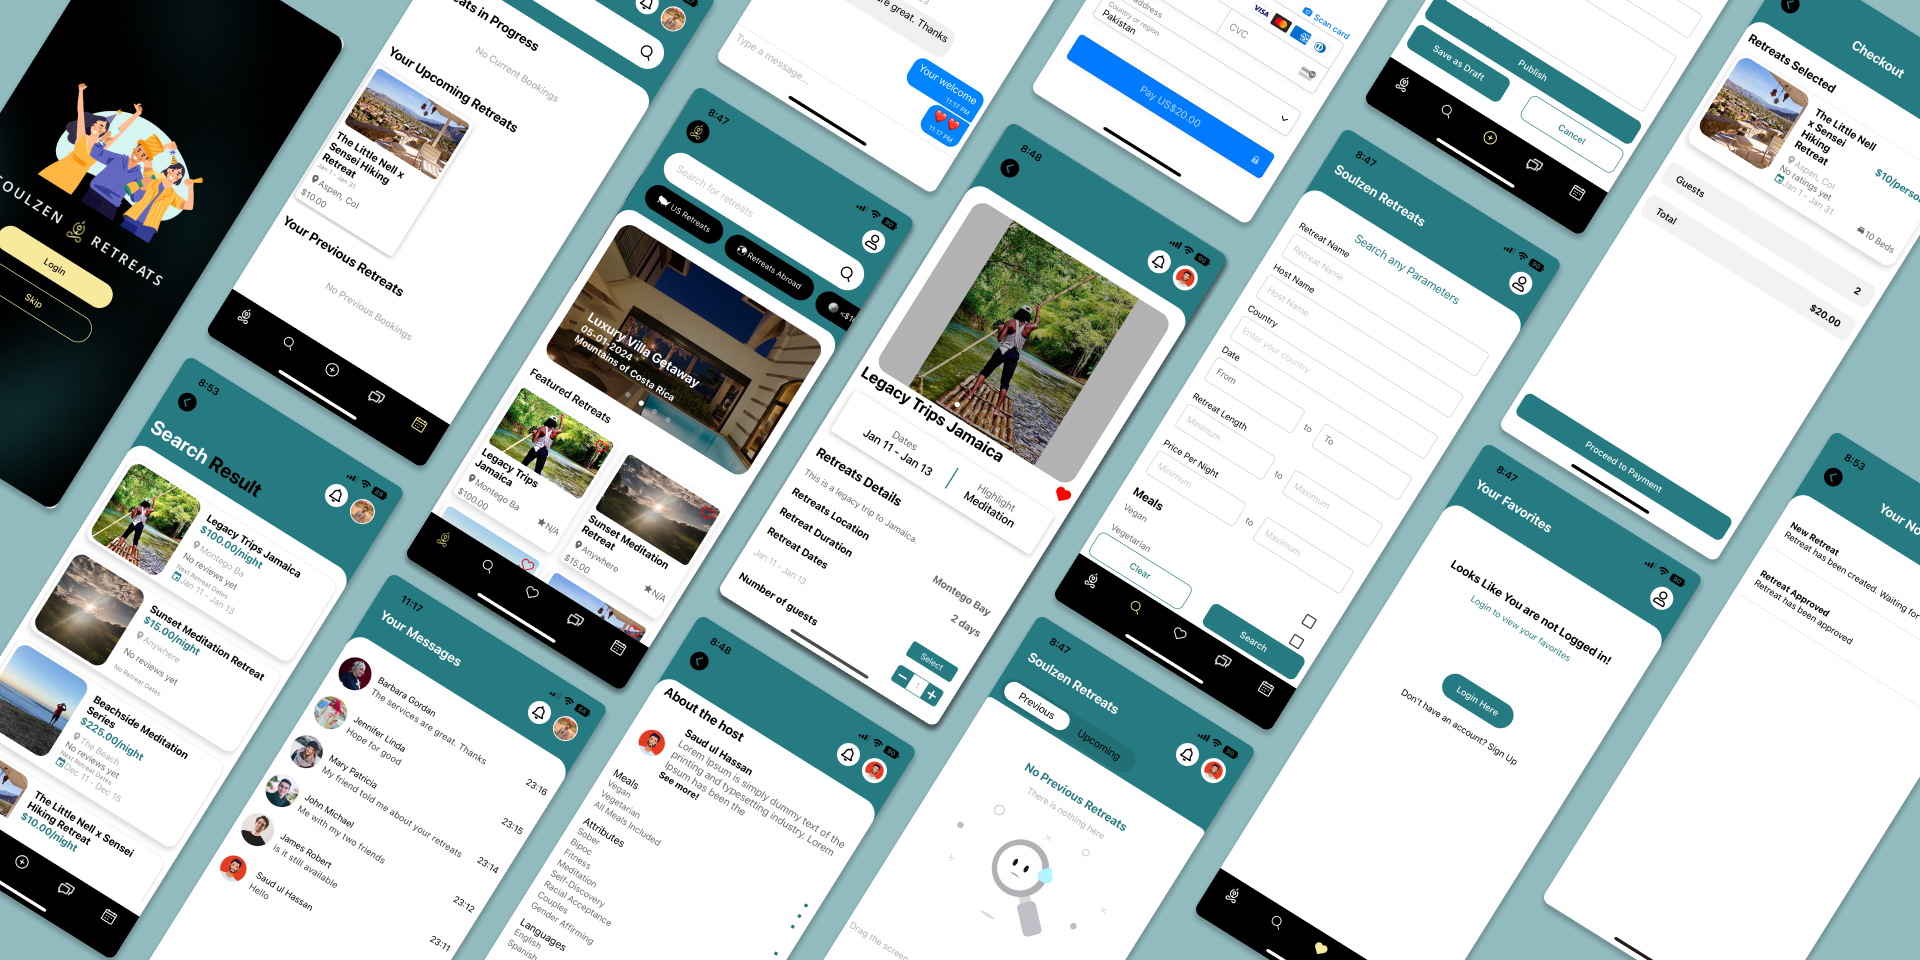 SOULZEN RETREATS
Login
Skip
Retreats in Progress
No Current Bookings
Your Upcoming Retreats
The Little Nell x
Sensei Hiking
Retreat
Jan 1 - Jan 31
Aspen, Col
$10.00
Your Previous Retreats
No Previous Bookings
8:53
Search Result
Legacy Trips Jamaica
$100.00/night
Montego Ba
No reviews yet
Next Retreat Dates
Jan 11 - Jan 13
Sunset Meditation Retreat
$15.00/night
Anywhere
No reviews yet
No Retreat Dates
Beachside Meditation
Series
$225.00/night
The Beach
No reviews yet
Next Retreat Dates
Dec 11 - Dec 15
The Little Nell x Sensei
Hiking Retreat
$10.00/night
are great. Thanks
Type a message...
Your welcome
11:17 PM
11:17 PM
8:47
Search for retreats
US Retreats
Retreats Abroad
Luxury Villa Getaway
05-01-2024
Mountains of Costa Rica
Featured Retreats
Legacy Trips
Jamaica
Montego Ba
$100.00
N/A
Sunset Meditation
Retreat
Anywhere
$15.00
N/A
11:17
Your Messages
Barbara Gordan
The services are great. Thanks
23:16
Jennifer Linda
Hope for good
23:15
Mary Patricia
My friend told me about your retreats
23:14
John Michael
Me with my two friends
23:12
James Robert
is it still available
23:11
Saud ul Hassan
Hello
address
Country or region
Pakistan
CVC
VISA
Scan card
Pay US$20.00
8:48
Legacy Trips Jamaica
Dates
Jan 11 - Jan 13
Highlight
Meditation
Retreats Details
This is a legacy trip to Jamaica.
Retreats Location
Montego Bay
Retreat Duration
2 days
Retreat Dates
Jan 11 - Jan 13
Select
Number of guests
1
8:48
About the host
Saud ul Hassan
Lorem Ipsum is simply dummy text of the
printing and typesetting industry. Lorem
Ipsum has been the
See more!
Meals
Vegan
Vegetarian
All Meals Included
Attributes
Sober
Bipoc
Fitness
Meditation
Self-Discovery
Racial Acceptance
Couples
Gender Affirming
Languages
English
Spanish
Publish
Save as Draft
Cancel
8:47
Soulzen Retreats
Search any Parameters
Retreat Name
Retreat Name
Host Name
Host Name
Country
Enter your country
Date
From
to
To
Retreat Length
Minimum
to
Maximum
Price Per Night
Minimum
to
Maximum
Meals
Vegan
Vegetarian
Clear
Search
8:47
Soulzen Retreats
Previous
Upcoming
No Previous Retreats
There is nothing here
Drag the screen
Checkout
Retreats Selected
The Little Nell
x Sensei
Hiking
Retreat
Aspen, Col
No ratings yet
Jan 1 - Jan 31
10 Beds
Guests
2
Total
$20.00
Proceed to Payment
8:47
Your Favorites
Looks Like You are not Logged in!
Login to view your favorites
Login Here
Don't have an account? Sign Up
8:53
New Retreat
Retreat has been created. Waiting for
Retreat Approved
Retreat has been approved